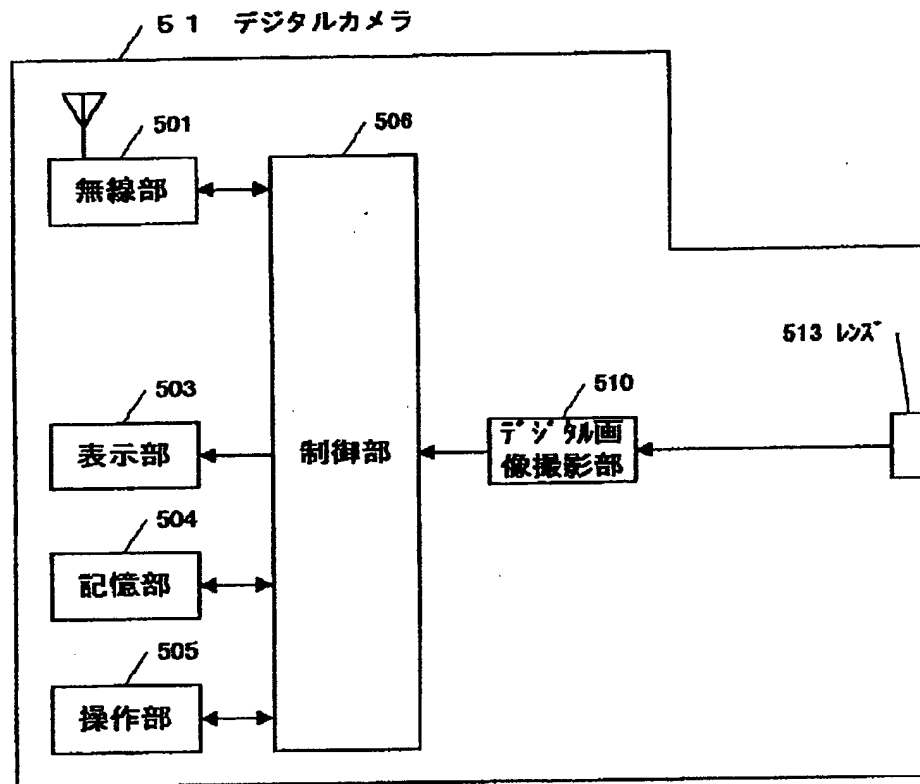 51 デジタルカメラ
501
無線部
506
制御部
503
表示部
504
記憶部
505
操作部
510
デジタル画
像撮影部
513 レンズ